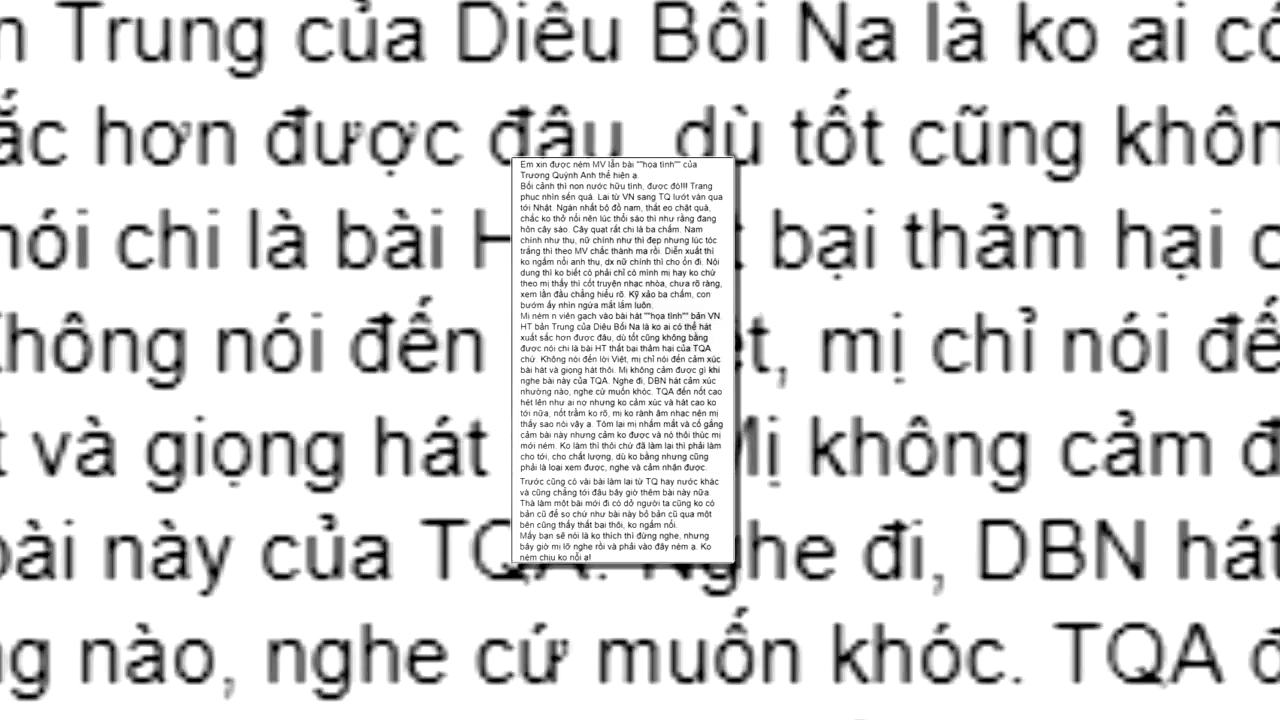 n Trung của Diêu Bối Na là ko ai có
ắc hơn được đâu, dù tốt cũng khôn
nói chi là bài H t bại thảm hại c
Không nói đến ệt, mị chỉ nói đế
t và giọng hát Mị không cảm đ
bài này của TQA. Nghe đi, DBN hát
ng nào, nghe cứ muốn khóc. TQA đ
Em xin được ném MV lẫn bài ""họa tình"" của
Trương Quỳnh Anh thể hiện ạ.
Bối cảnh thì non nước hữu tình, được đó!!! Trang
phục nhìn sến quá. Lai từ VN sang TQ lướt ván qua
tới Nhật. Ngán nhất bộ đồ nam, thắt eo chặt quá,
chắc ko thở nổi nên lúc thổi sáo thì như rằng đang
hôn cây sáo. Cây quạt rất chi là ba chấm. Nam
chính như thụ, nữ chính như thì đẹp nhưng lúc tóc
trắng thì theo MV chắc thành ma rồi. Diễn xuất thì
ko ngấm nổi anh thụ, dx nữ chính thì cho ổn đi. Nội
dung thì ko biết có phải chỉ có mình mị hay ko chứ
theo mị thấy thì cốt truyện nhạc nhòa, chưa rõ ràng,
xem lần đầu chẳng hiểu rõ. Kỹ xảo ba chấm, con
bướm ấy nhìn ngứa mắt lắm luôn.
Mị ném n viên gạch vào bài hát ""họa tình"" bản VN.
HT bản Trung của Diêu Bối Na là ko ai có thể hát
xuất sắc hơn được đâu, dù tốt cũng không bằng
được nói chi là bài HT thất bại thảm hại của TQA
chứ. Không nói đến lời Việt, mị chỉ nói đến cảm xúc
bài hát và giọng hát thôi. Mị không cảm được gì khi
nghe bài này của TQA. Nghe đi, DBN hát cảm xúc
nhường nào, nghe cứ muốn khóc. TQA đến nốt cao
hét lên như ai nợ nhưng ko cảm xúc và hát cao ko
tới nữa, nốt trầm ko rõ, mị ko rành âm nhạc nên mị
thấy sao nói vậy ạ. Tóm lại mị nhắm mắt và cố gắng
cảm bài này nhưng cảm ko được và nó thôi thúc mị
mới ném. Ko làm thì thôi chứ đã làm lại thì phải làm
cho tới, cho chất lượng, dù ko bằng nhưng cũng
phải là loại xem được, nghe và cảm nhận được.
Trước cũng có vài bài làm lại từ TQ hay nước khác
và cũng chẳng tới đâu bây giờ thêm bài này nữa.
Thà làm một bài mới đi có dở người ta cũng ko có
bản cũ để so chứ như bài này bỏ bản cũ qua một
bên cũng thấy thất bại thôi, ko ngấm nổi.
Mấy bạn sẽ nói là ko thích thì đừng nghe, nhưng
bây giờ mị lỡ nghe rồi và phải vào đây ném ạ. Ko
ném chịu ko nổi ạ!